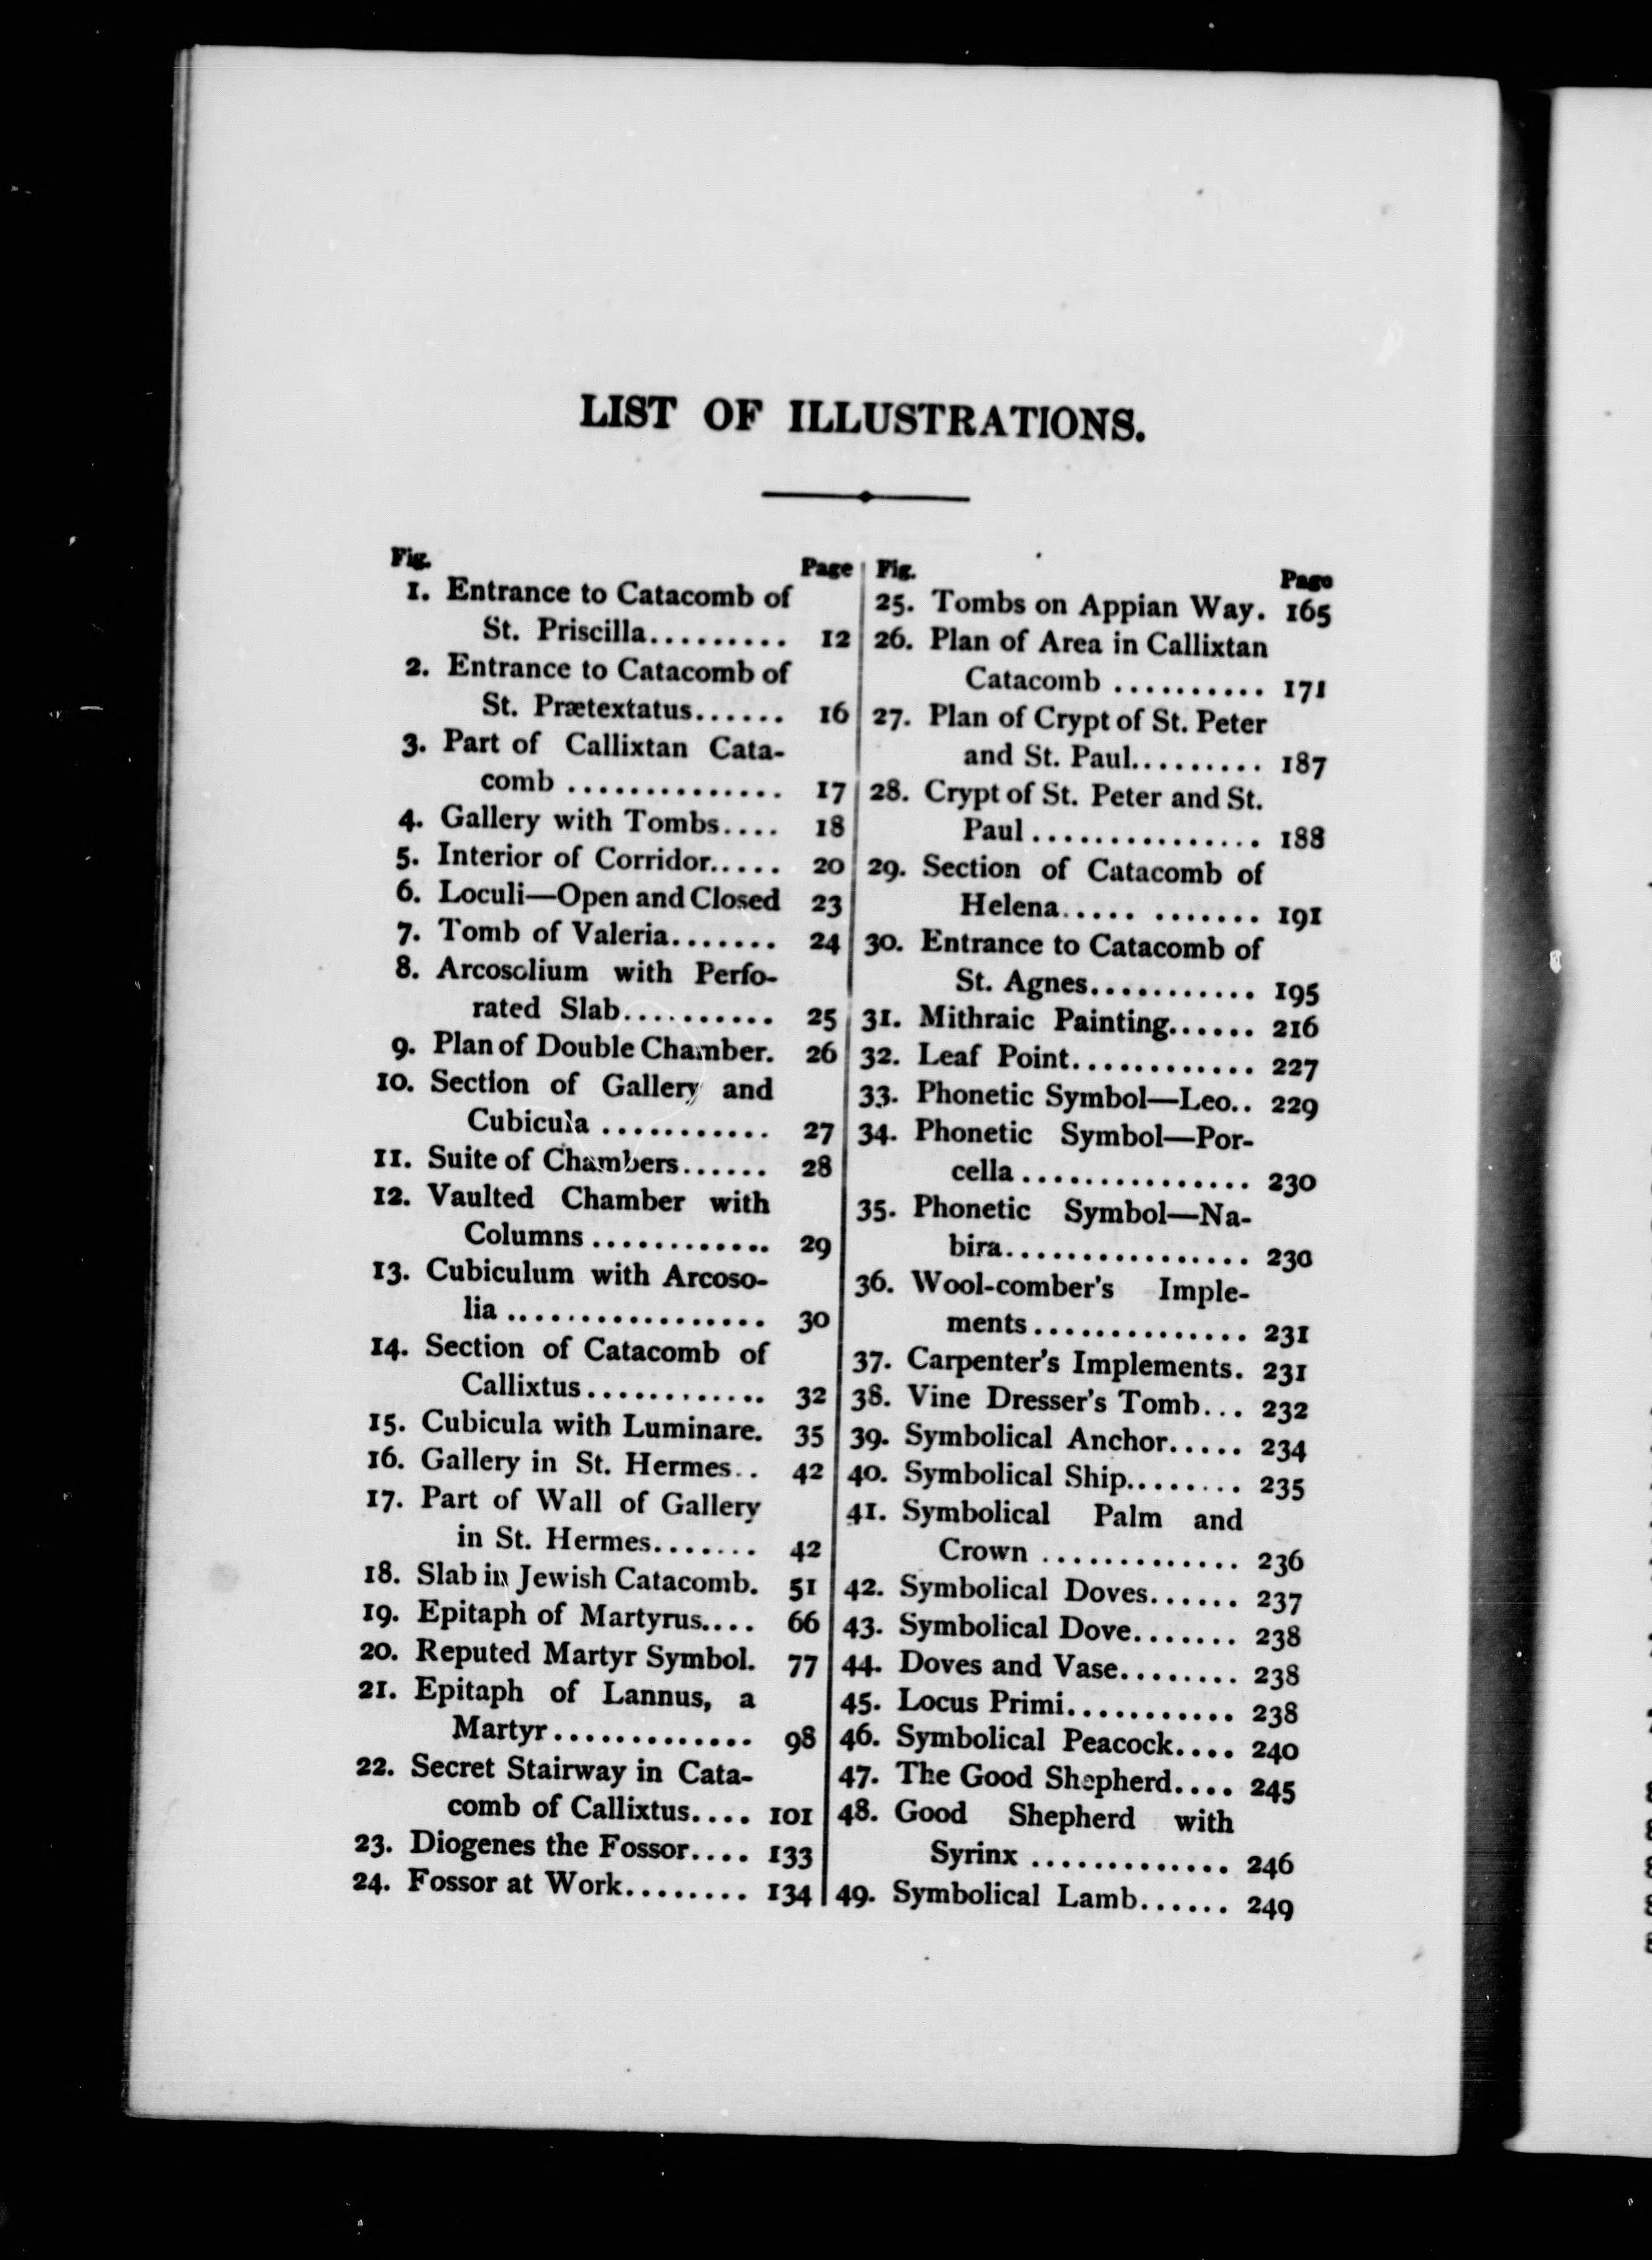 LIST OF ILLUSTRATIONS.
Fig. Page
1. Entrance to Catacomb of
St. Priscilla......... 12
2. Entrance to Catacomb of
St. Prætextatus...... 16
3. Part of Callixtan Cata-
comb .............. 17
4. Gallery with Tombs.... 18
5. Interior of Corridor..... 20
6. Loculi—Open and Closed 23
7. Tomb of Valeria....... 24
8. Arcosolium with Perfo-
rated Slab.......... 25
9. Plan of Double Chamber. 26
10. Section of Gallery and
Cubicula ........... 27
11. Suite of Chambers...... 28
12. Vaulted Chamber with
Columns ............ 29
13. Cubiculum with Arcoso-
lia ................. 30
14. Section of Catacomb of
Callixtus............ 32
15. Cubicula with Luminare. 35
16. Gallery in St. Hermes.. 42
17. Part of Wall of Gallery
in St. Hermes....... 42
18. Slab in Jewish Catacomb. 51
19. Epitaph of Martyrus.... 66
20. Reputed Martyr Symbol. 77
21. Epitaph of Lannus, a
Martyr............. 98
22. Secret Stairway in Cata-
comb of Callixtus.... 101
23. Diogenes the Fossor.... 133
24. Fossor at Work........ 134
Fig. Page
25. Tombs on Appian Way. 165
26. Plan of Area in Callixtan
Catacomb .......... 171
27. Plan of Crypt of St. Peter
and St. Paul......... 187
28. Crypt of St. Peter and St.
Paul............... 188
29. Section of Catacomb of
Helena..... ....... 191
30. Entrance to Catacomb of
St. Agnes........... 195
31. Mithraic Painting...... 216
32. Leaf Point............ 227
33. Phonetic Symbol—Leo.. 229
34. Phonetic Symbol—Por-
cella ............... 230
35. Phonetic Symbol—Na-
bira................ 230
36. Wool-comber's Imple-
ments.............. 231
37. Carpenter's Implements. 231
38. Vine Dresser's Tomb... 232
39. Symbolical Anchor..... 234
40. Symbolical Ship........ 235
41. Symbolical Palm and
Crown ............. 236
42. Symbolical Doves...... 237
43. Symbolical Dove....... 238
44. Doves and Vase........ 238
45. Locus Primi........... 238
46. Symbolical Peacock.... 240
47. The Good Shepherd.... 245
48. Good Shepherd with
Syrinx ............. 246
49. Symbolical Lamb...... 249